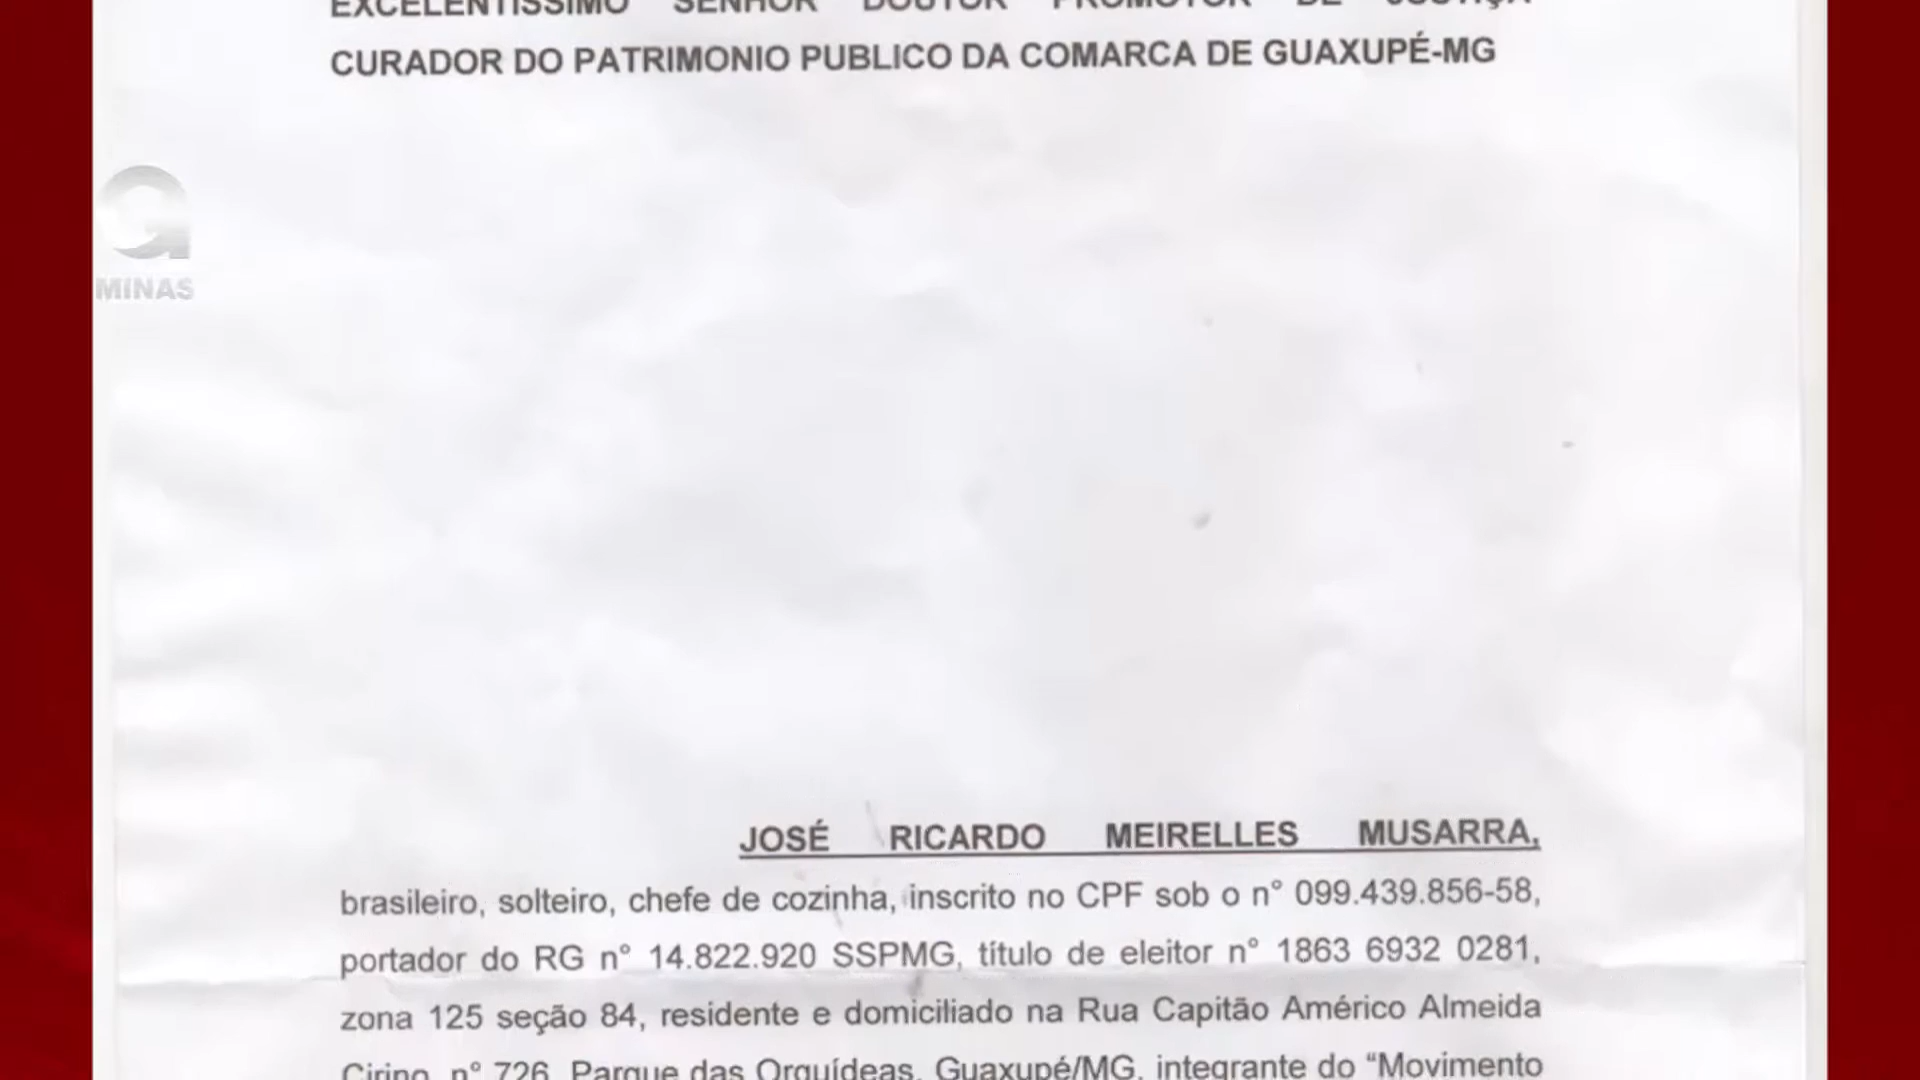 EXCELENTÍSSIMO SENHOR DOUTOR PROMOTOR DE JUSTIÇA
CURADOR DO PATRIMONIO PUBLICO DA COMARCA DE GUAXUPÉ-MG
MINAS
JOSÉ RICARDO MEIRELLES MUSARRA,
brasileiro, solteiro, chefe de cozinha, inscrito no CPF sob o n° 099.439.856-58,
portador do RG n° 14.822.920 SSPMG, título de eleitor n° 1863 6932 0281,
zona 125 seção 84, residente e domiciliado na Rua Capitão Américo Almeida
Cirino, n° 726, Parque das Orquídeas, Guaxupé/MG, integrante do “Movimento